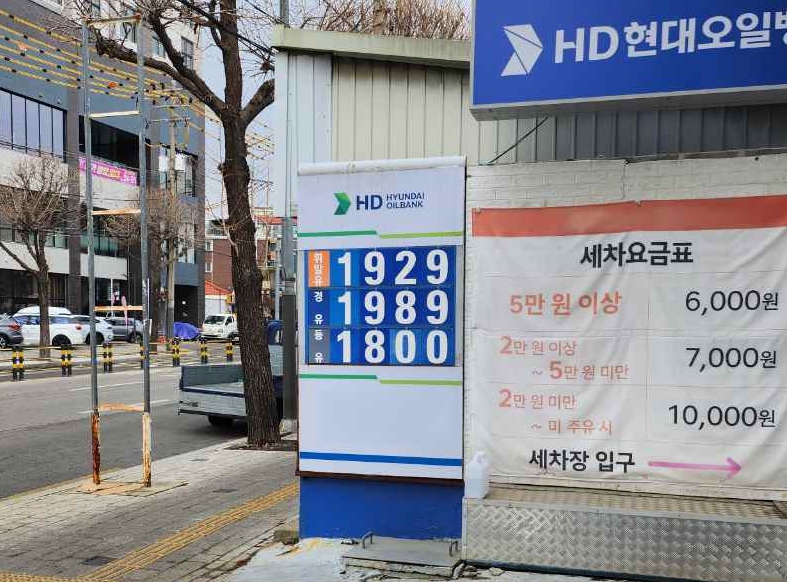 HD현대오일
HD HYUNDAI
OILBANK
휘발유 1929
경유 1989
등유 1800
세차요금표
5만 원 이상 6,000원
2만 원 이상
~ 5만 원 미만 7,000원
2만 원 미만
~ 미 주유 시 10,000원
세차장 입구